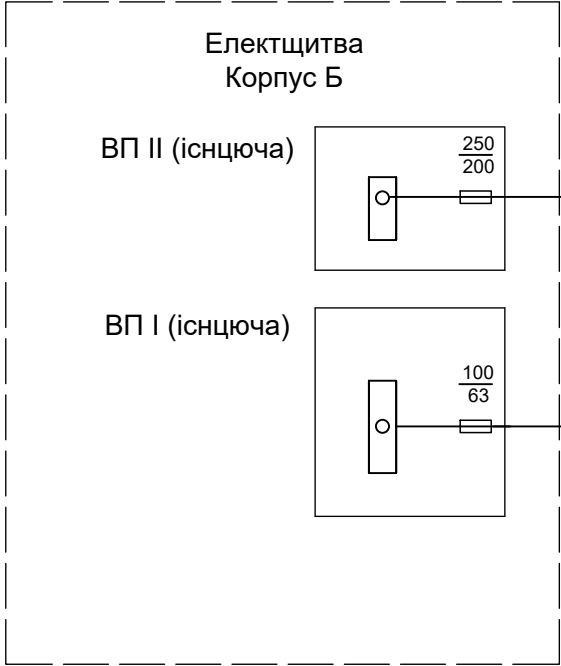 Електщитва
Корпус Б
ВП II (існцюча)
250
200
ВП I (існцюча)
100
63